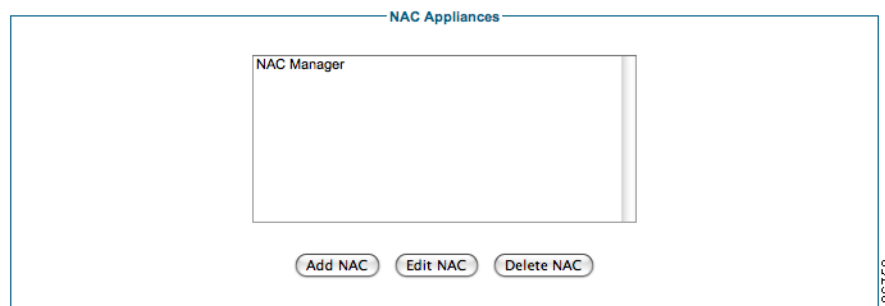 NAC Appliances
NAC Manager
Add NAC Edit NAC Delete NAC